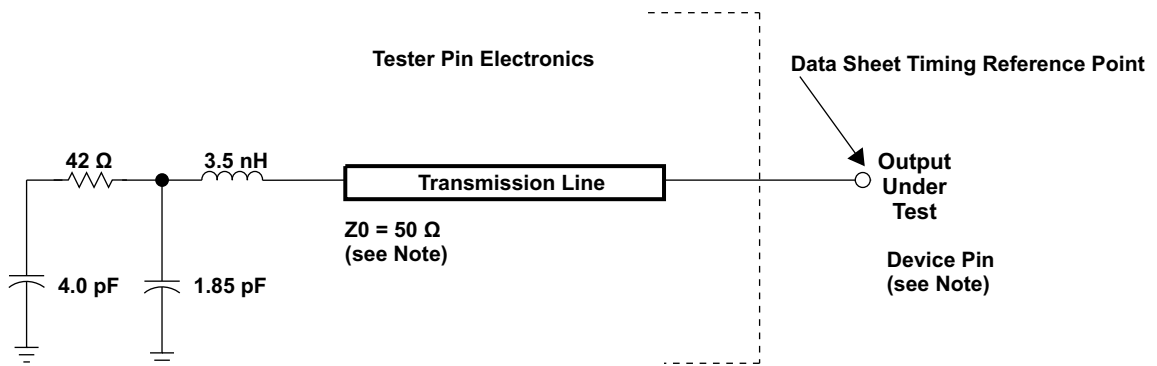 Tester Pin Electronics
Data Sheet Timing Reference Point
42 Ω
3.5 nH
Transmission Line
Output
Under
Test
Z0 = 50 Ω
(see Note)
Device Pin
(see Note)
4.0 pF
1.85 pF